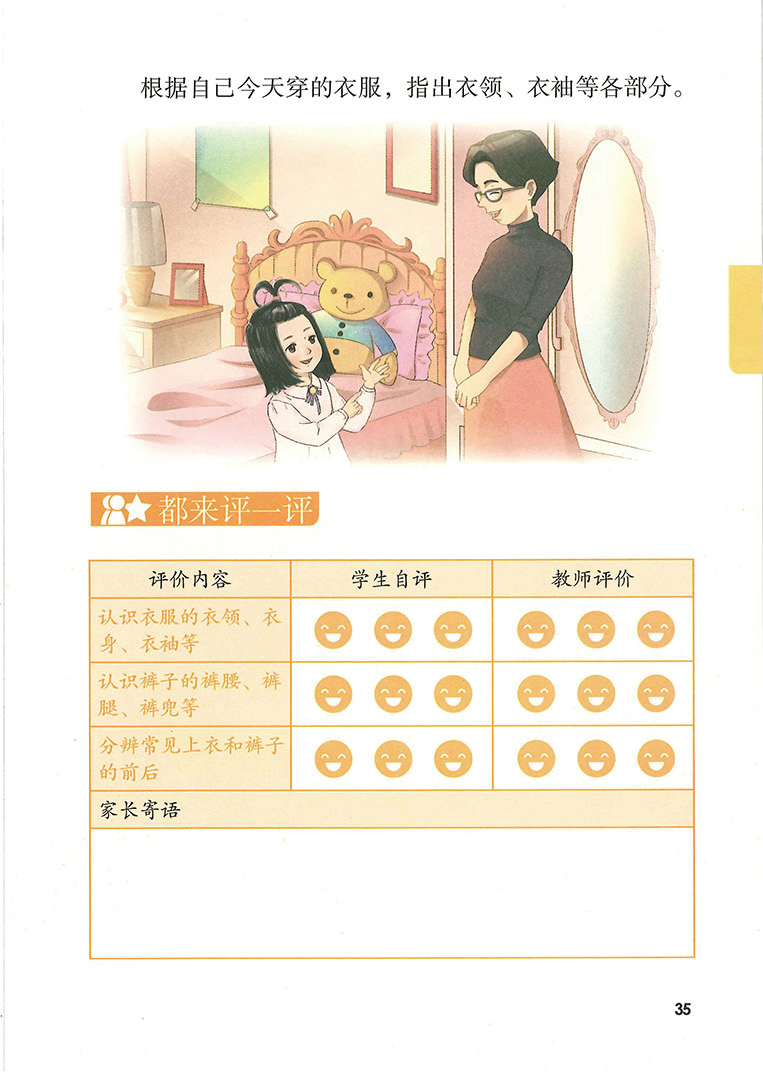 根据自己今天穿的衣服，指出衣领、衣袖等各部分。
都来评一评
评价内容 学生自评 教师评价
认识衣服的衣领、衣
身、衣袖等
认识裤子的裤腰、裤
腿、裤兜等
分辨常见上衣和裤子
的前后
家长寄语
35